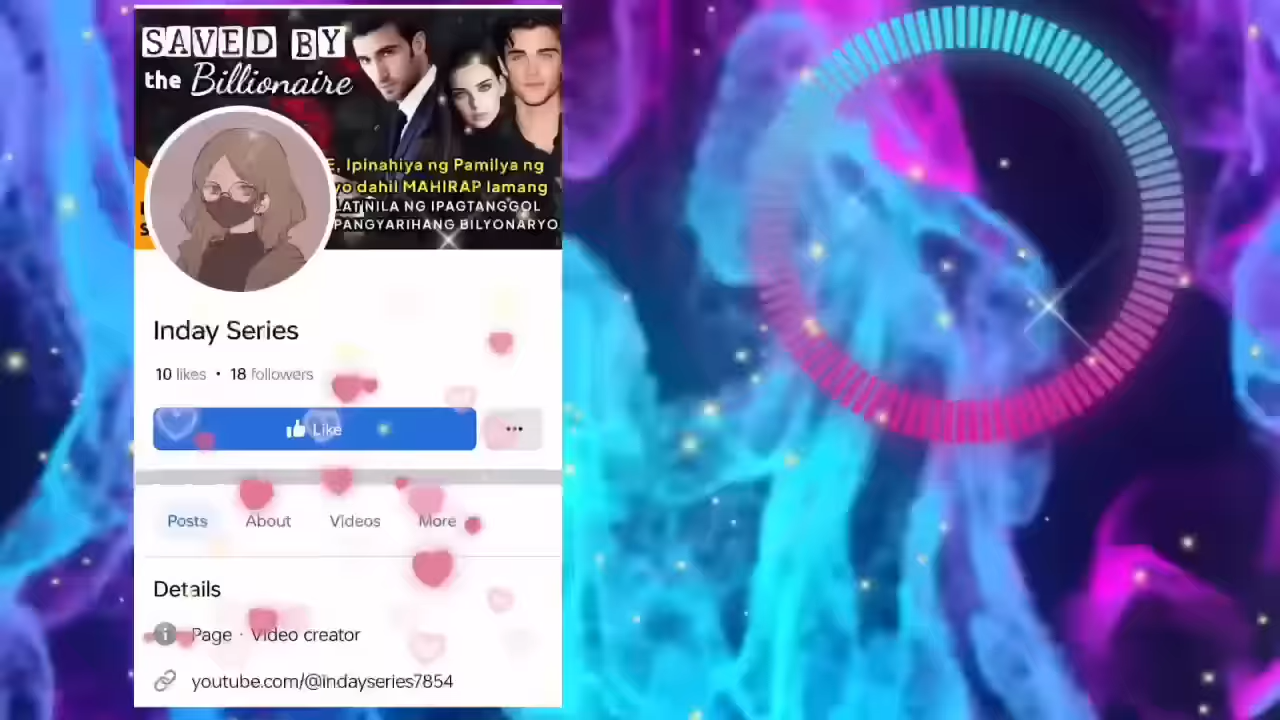 SAVED BY
the Billionaire
E, Ipinahiya ng Pamilya ng
yo dahil MAHIRAP lamang
LAT NILA NG IPAGTANGGOL
PANGYARIHANG BILYONARYO
Inday Series
10 likes • 18 followers
Like
Posts About Videos More
Details
Page · Video creator
youtube.com/@indayseries7854